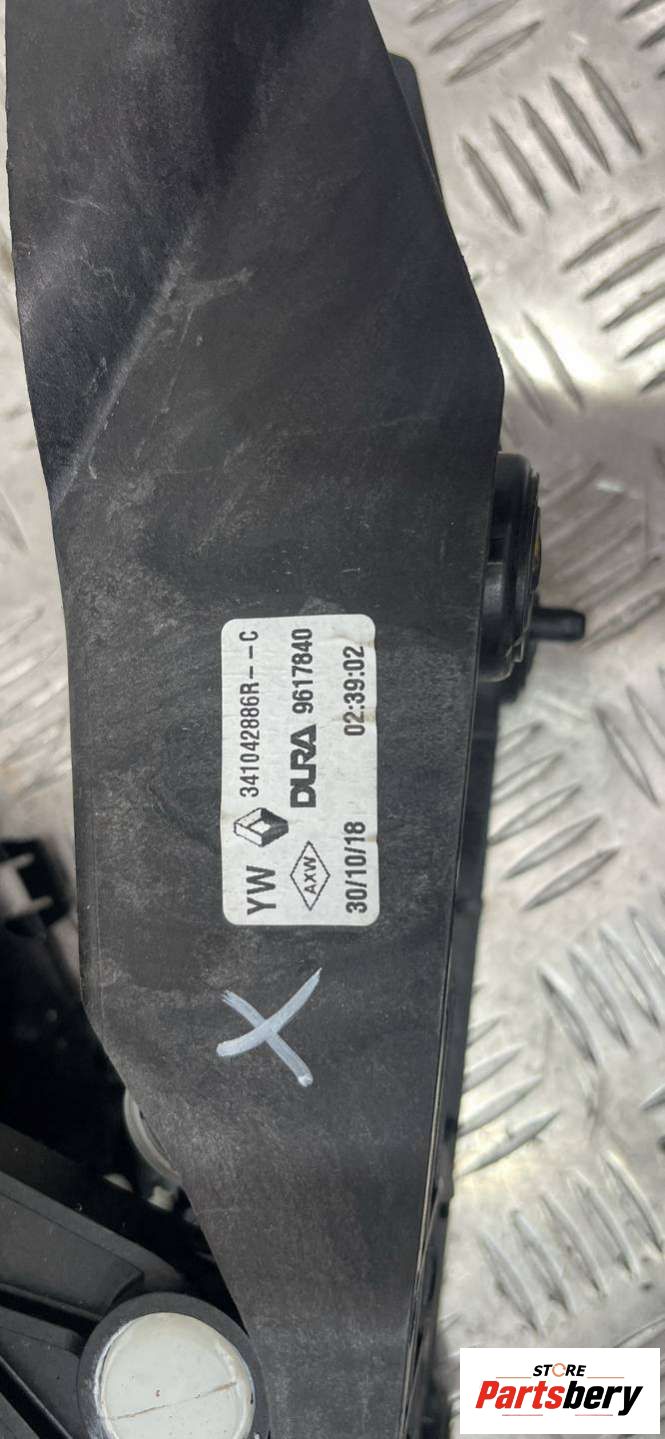 YW 341042886R--C
AXW DURA 9617840
30/10/18 02:39:02
X
STORE
Partsbery